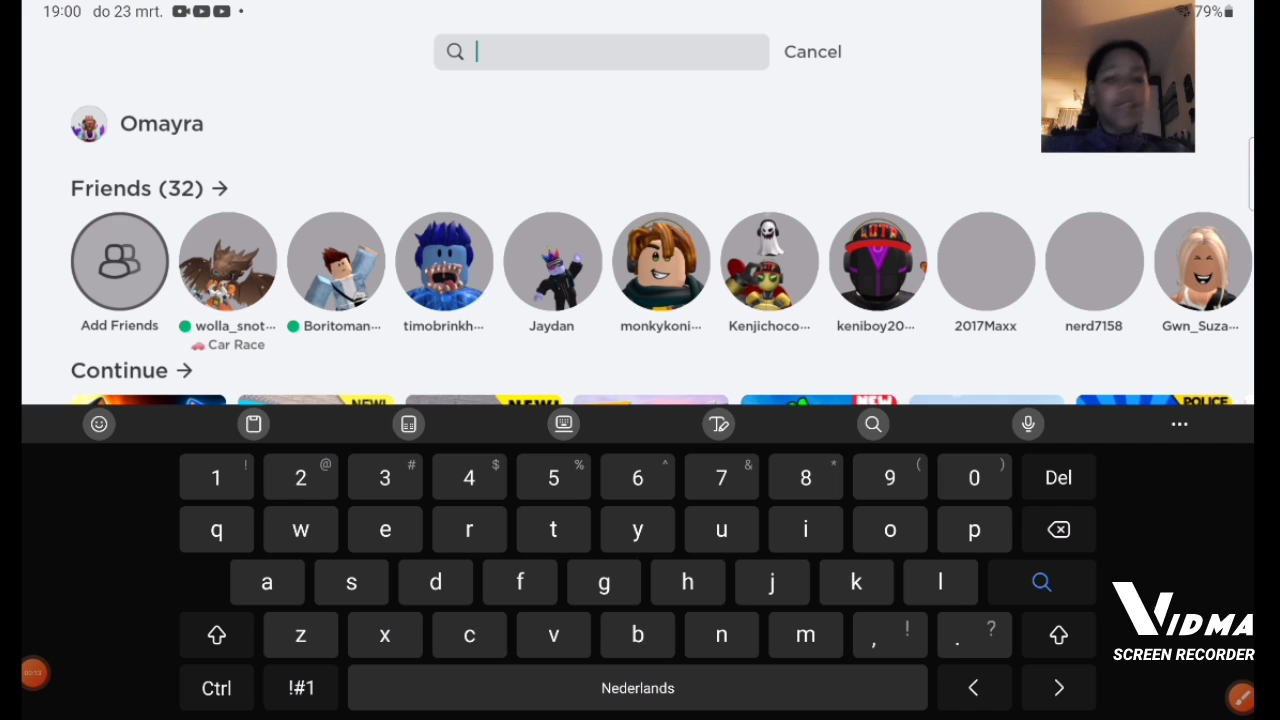 19:00 do 23 mrt. 79%
Cancel
Omayra
Friends (32) →
Add Friends wolla_snot... Boritoman... timobrinkh... Jaydan monkykoni... Kenjichoco... keniboy20... 2017Maxx nerd7158 Gwn_Suza...
Car Race
Continue →
NEW! NEW! NEW POLICE
1 ! 2 @ 3 # 4 $ 5 % 6 ^ 7 & 8 * 9 ( 0 ) Del
q w e r t y u i o p
a s d f g h j k l
z x c v b n m , ! . ?
Ctrl !#1 Nederlands < >
VIDMA
SCREEN RECORDER